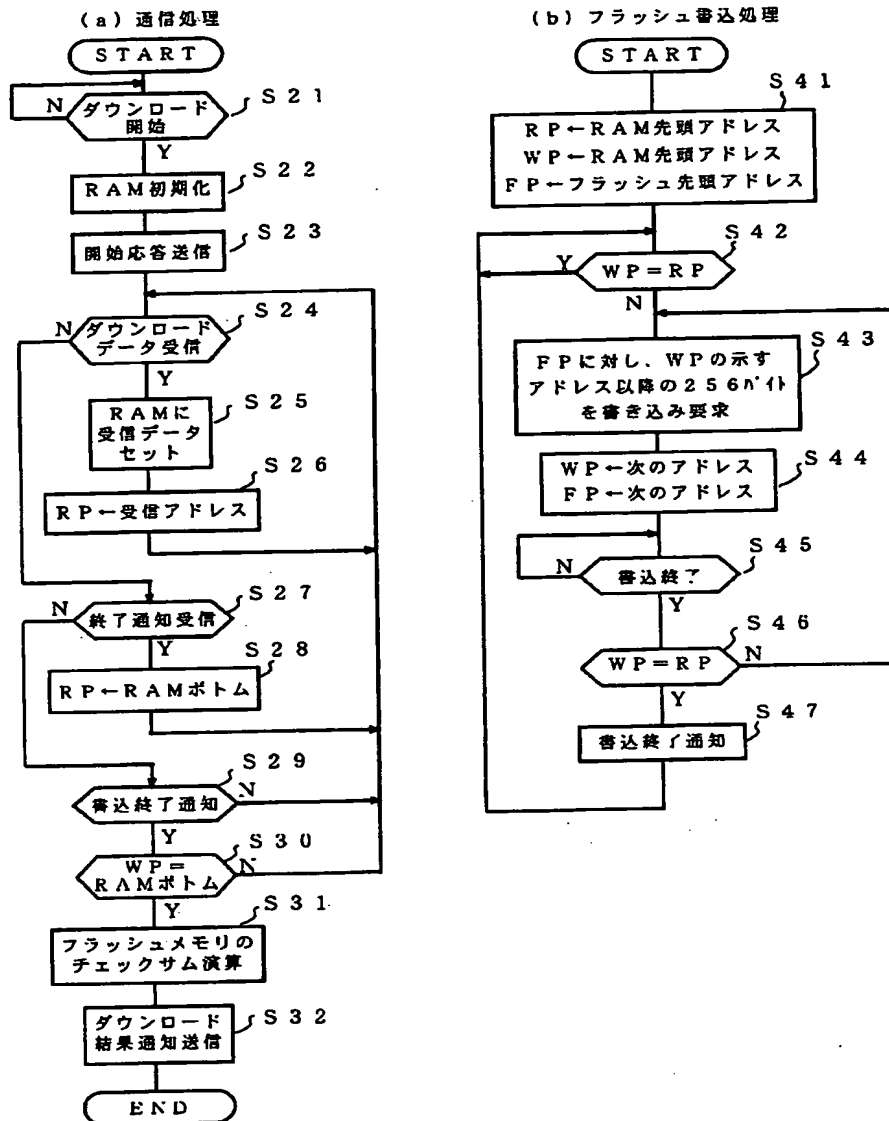 (a) 通信処理
START
S21
N
ダウンロード
開始
Y
S22
RAM初期化
S23
開始応答送信
S24
N
ダウンロード
データ受信
Y
S25
RAMに
受信データ
セット
S26
RP←受信アドレス
S27
N
終了通知受信
Y
S28
RP←RAMボトム
S29
書込終了通知
N
Y
S30
WP=
RAMボトム
N
Y
S31
フラッシュメモリの
チェックサム演算
S32
ダウンロード
結果通知送信
END
(b) フラッシュ書込処理
START
S41
RP←RAM先頭アドレス
WP←RAM先頭アドレス
FP←フラッシュ先頭アドレス
S42
Y
WP=RP
N
S43
FPに対し、WPの示す
アドレス以降の256バイト
を書き込み要求
S44
WP←次のアドレス
FP←次のアドレス
S45
N
書込終了
Y
S46
WP=RP
N
Y
S47
書込終了通知